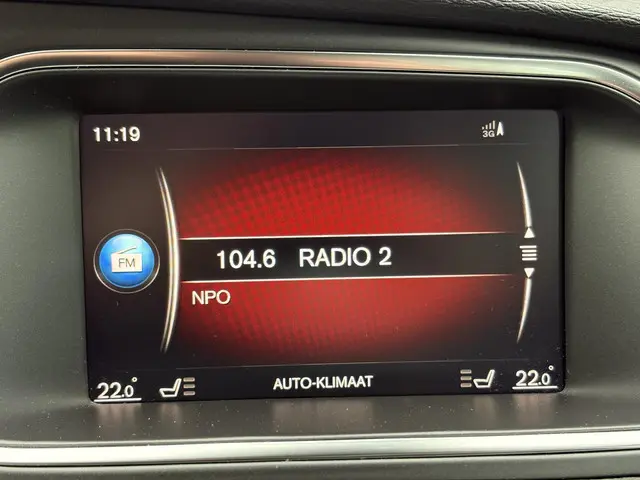 11:19
3G
FM
104.6 RADIO 2
NPO
22.0°
AUTO-KLIMAAT
22.0°